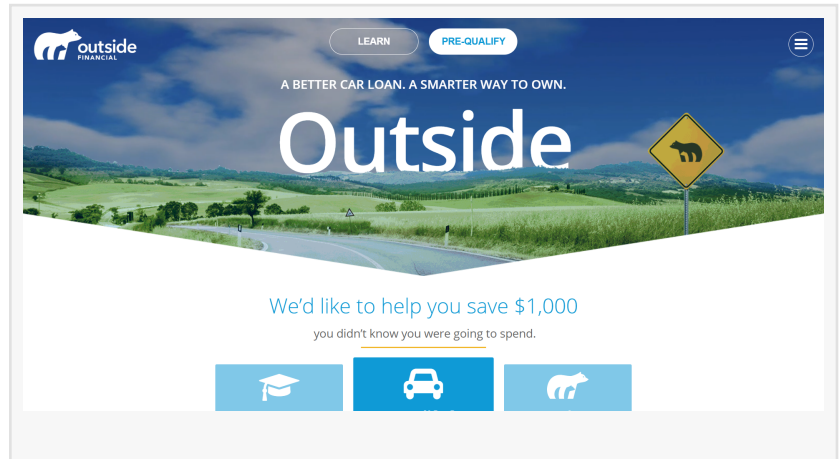 outside
FINANCIAL
LEARN
PRE-QUALIFY
A BETTER CAR LOAN. A SMARTER WAY TO OWN.
Outside
We'd like to help you save $1,000
you didn't know you were going to spend.